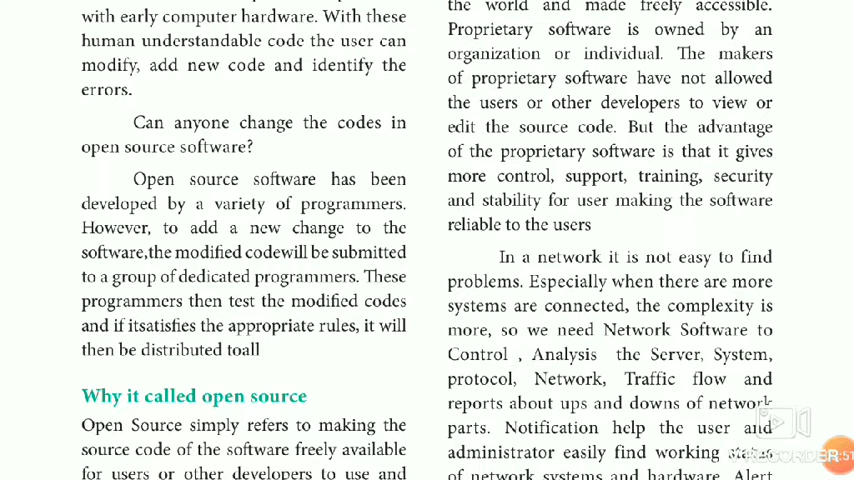 with early computer hardware. With these
human understandable code the user can
modify, add new code and identify the
errors.
Can anyone change the codes in
open source software?
Open source software has been
developed by a variety of programmers.
However, to add a new change to the
software,the modified codewill be submitted
to a group of dedicated programmers. These
programmers then test the modified codes
and if itsatisfies the appropriate rules, it will
then be distributed toall
Why it called open source
Open Source simply refers to making the
source code of the software freely available
for users or other developers to use and
the world and made freely accessible.
Proprietary software is owned by an
organization or individual. The makers
of proprietary software have not allowed
the users or other developers to view or
edit the source code. But the advantage
of the proprietary software is that it gives
more control, support, training, security
and stability for user making the software
reliable to the users
In a network it is not easy to find
problems. Especially when there are more
systems are connected, the complexity is
more, so we need Network Software to
Control , Analysis the Server, System,
protocol, Network, Traffic flow and
reports about ups and downs of network
parts. Notification help the user and
administrator easily find working status
of network systems and hardware. Alert